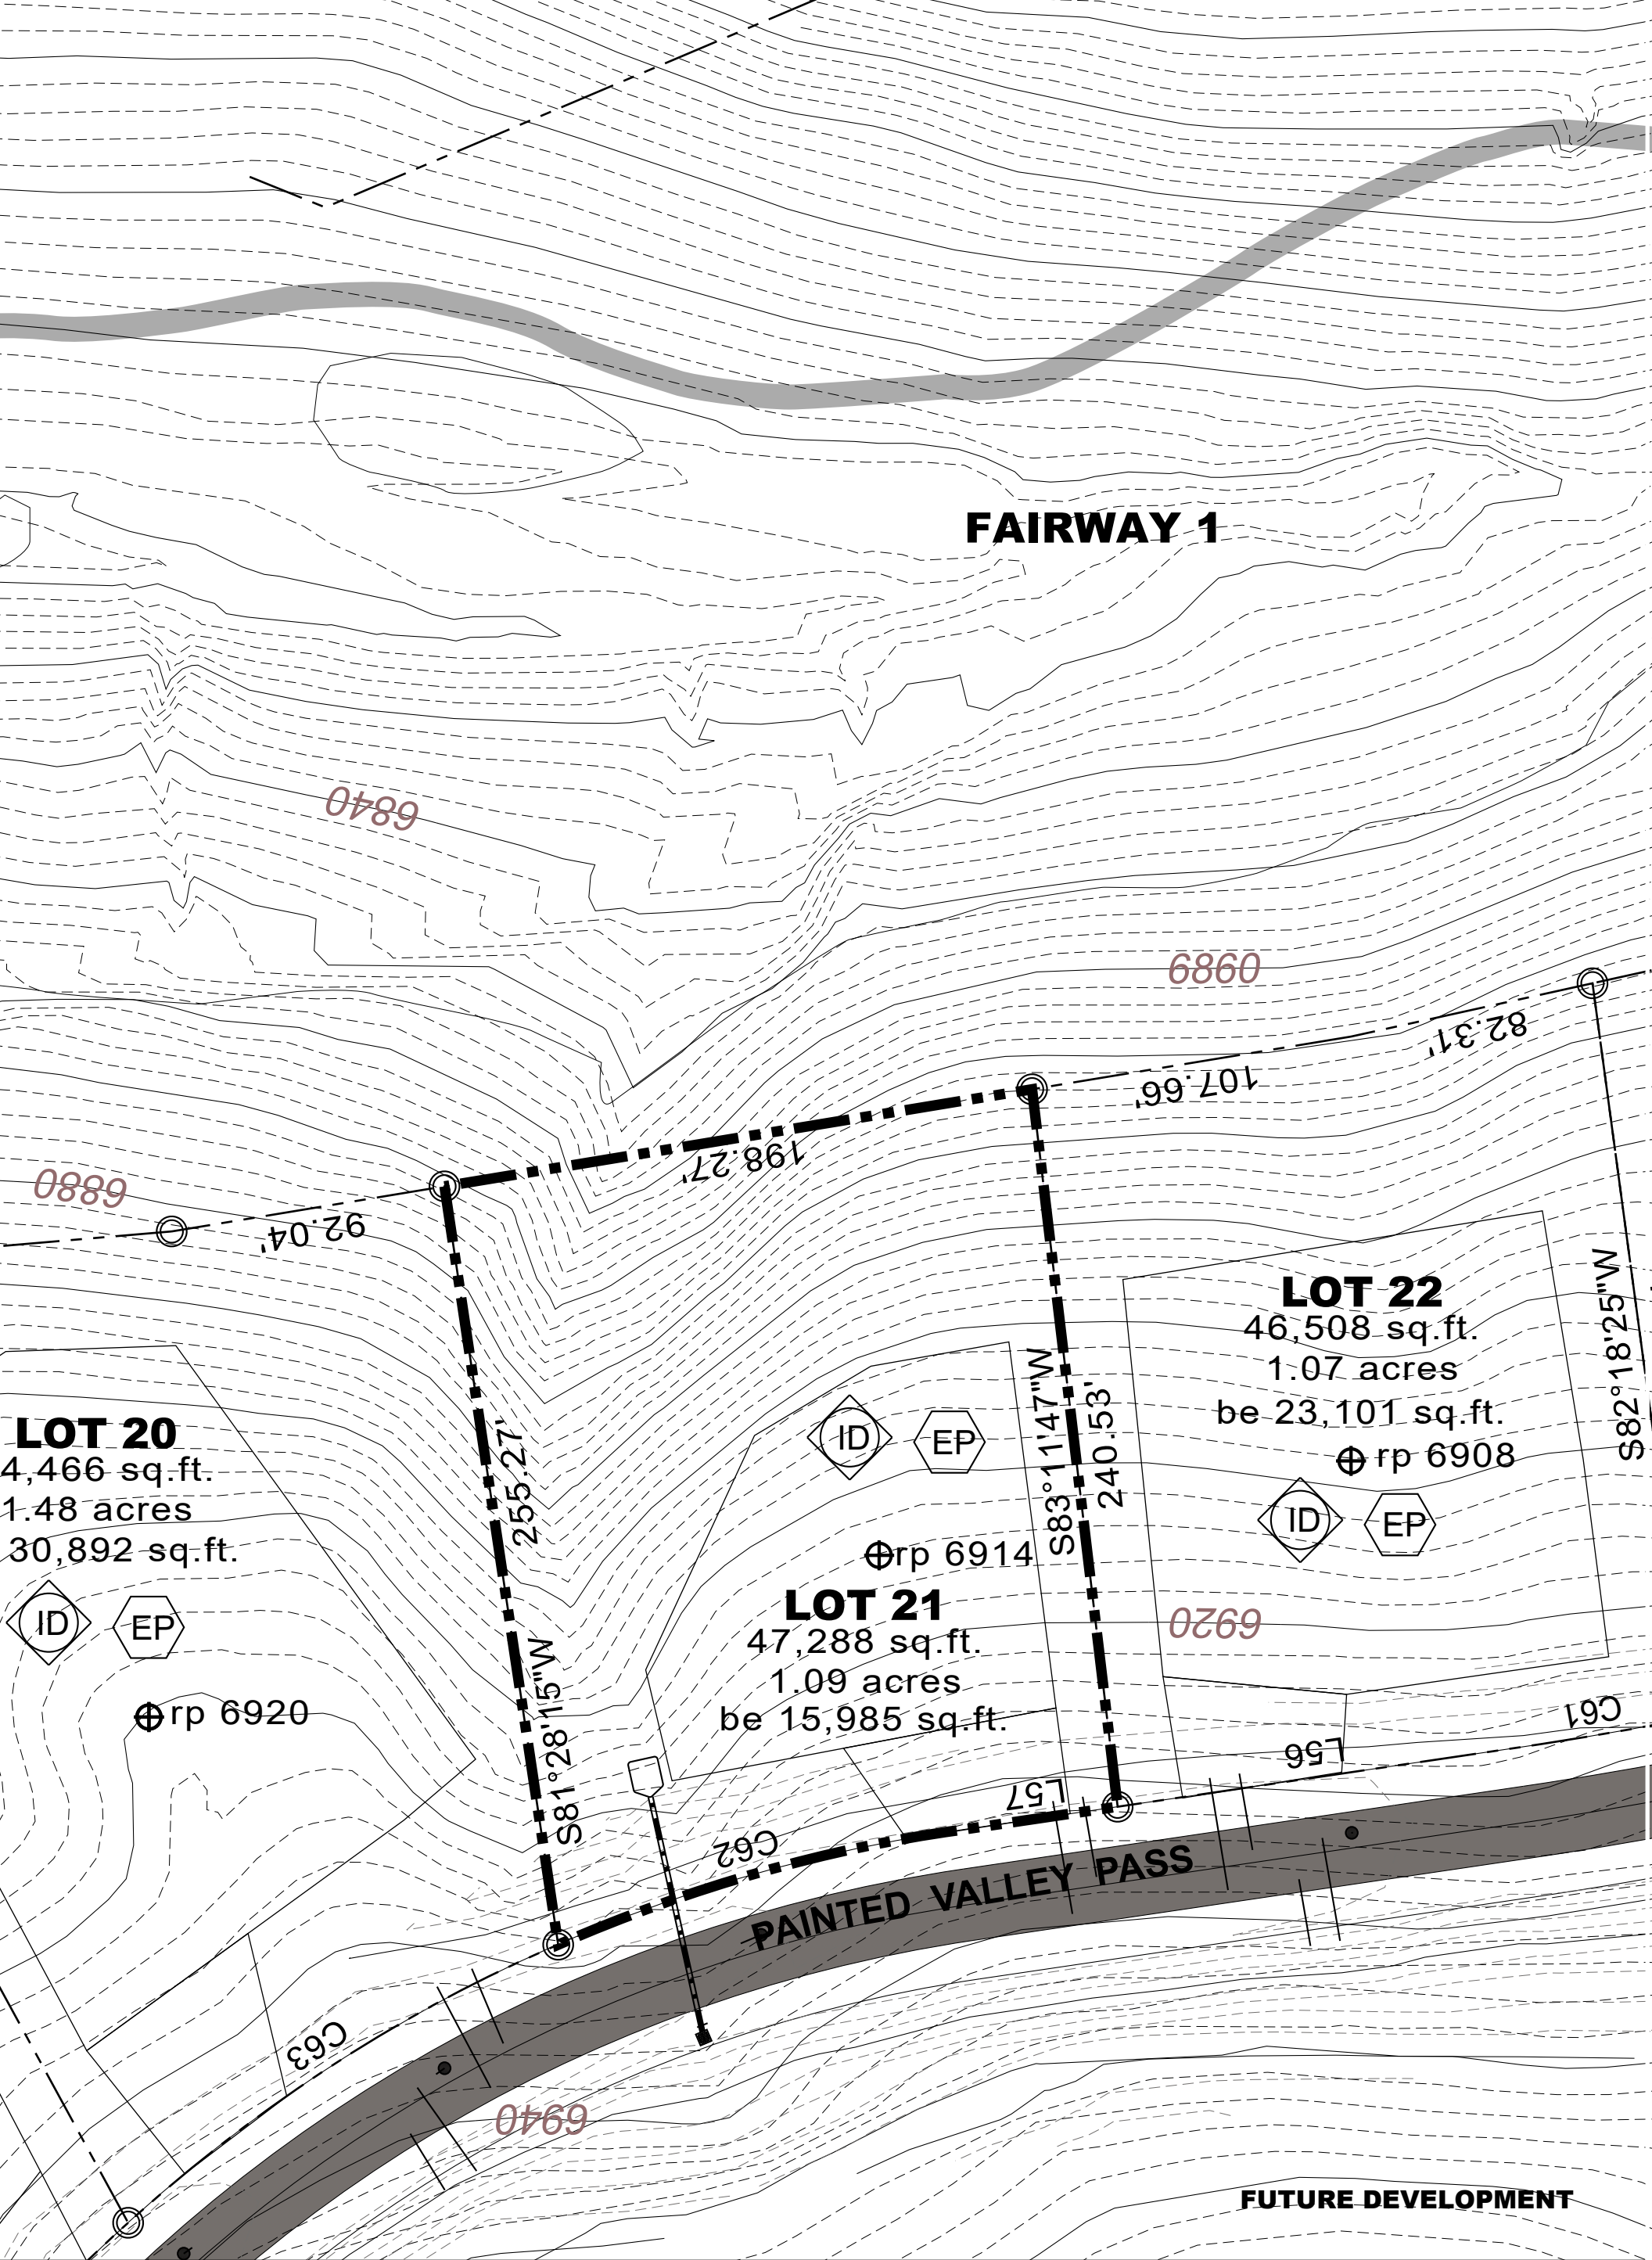 FAIRWAY 1
6840
6860
82.31'
107.66'
198.27'
6880
92.04'
S82°18'25"W
LOT 22
46,508 sq.ft.
1.07 acres
be 23,101 sq.ft.
rp 6908
ID
EP
S83°11'47"W
240.53'
ID
EP
LOT 20
4,466 sq.ft.
1.48 acres
30,892 sq.ft.
ID
EP
rp 6920
255.27'
S81°28'15"W
rp 6914
LOT 21
47,288 sq.ft.
1.09 acres
be 15,985 sq.ft.
6920
C61
L56
L57
C62
PAINTED VALLEY PASS
C63
6940
FUTURE DEVELOPMENT